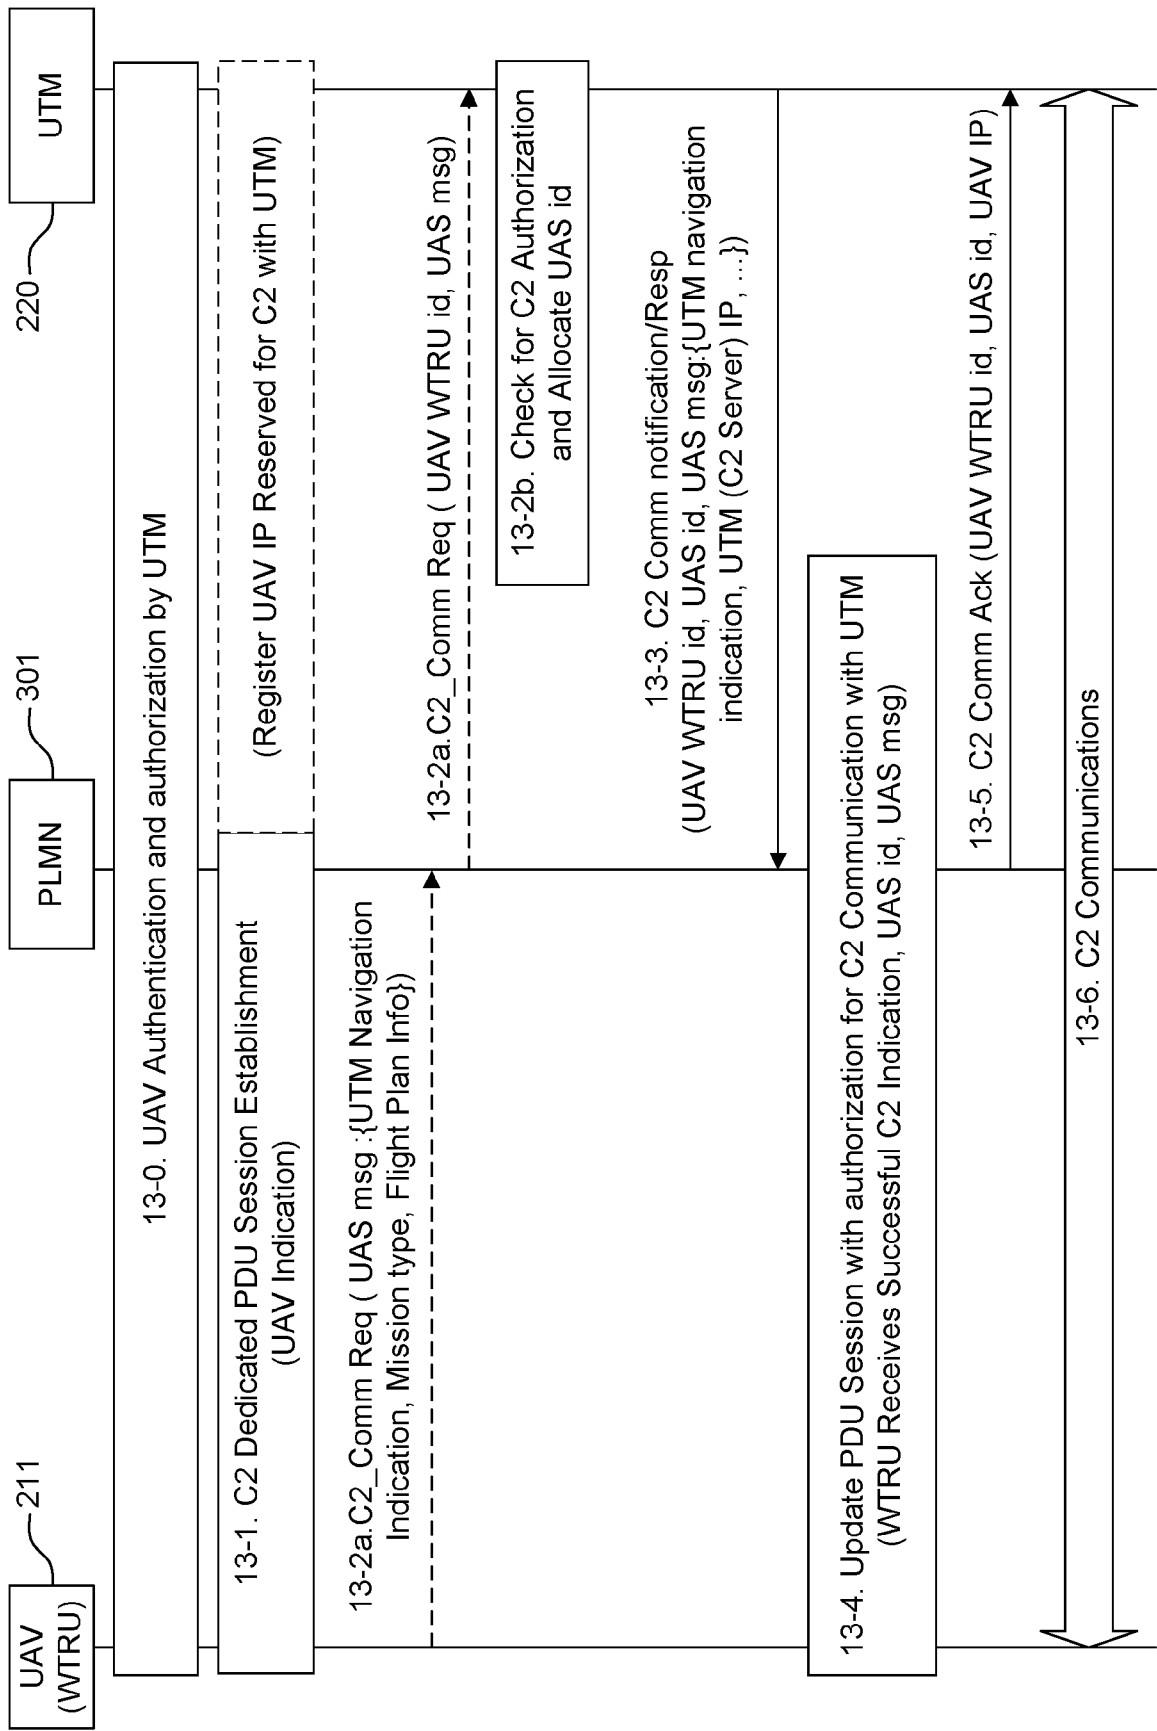 UAV
(WTRU)
211
PLMN
301
UTM
220
13-0. UAV Authentication and authorization by UTM
13-1. C2 Dedicated PDU Session Establishment
(UAV Indication)
(Register UAV IP Reserved for C2 with UTM)
13-2a.C2_Comm Req ( UAS msg :{UTM Navigation
Indication, Mission type, Flight Plan Info})
13-2a.C2_Comm Req ( UAV WTRU id, UAS msg)
13-2b. Check for C2 Authorization
and Allocate UAS id
13-3. C2 Comm notification/Resp
(UAV WTRU id, UAS id, UAS msg:{UTM navigation
indication, UTM (C2 Server) IP, ...})
13-4. Update PDU Session with authorization for C2 Communication with UTM
(WTRU Receives Successful C2 Indication, UAS id, UAS msg)
13-5. C2 Comm Ack (UAV WTRU id, UAS id, UAV IP)
13-6. C2 Communications